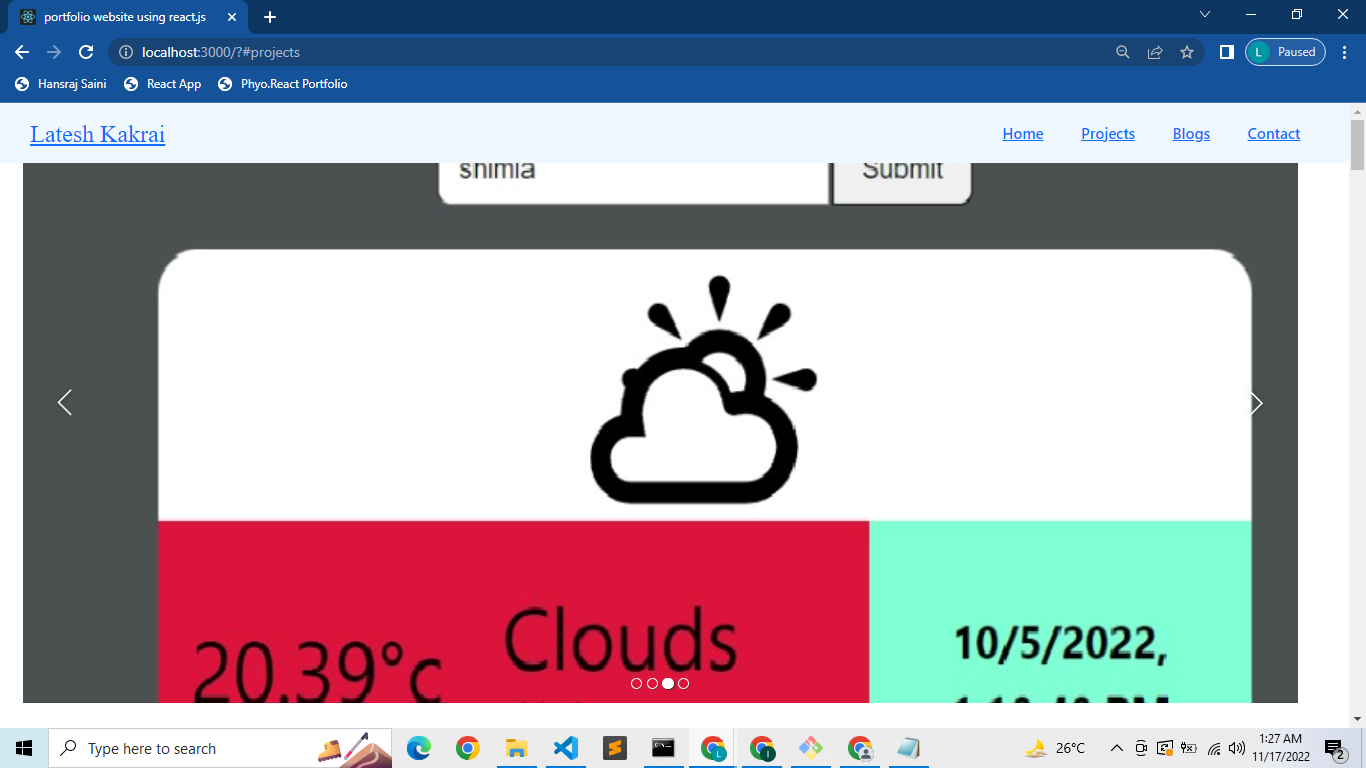 portfolio website using react.js
localhost:3000/?#projects
L Paused
Hansraj Saini React App Phyo.React Portfolio
Latesh Kakrai Home Projects Blogs Contact
shimla Submit
Clouds
20.39°c
10/5/2022,
Type here to search
L
26°C
1:27 AM
11/17/2022
2